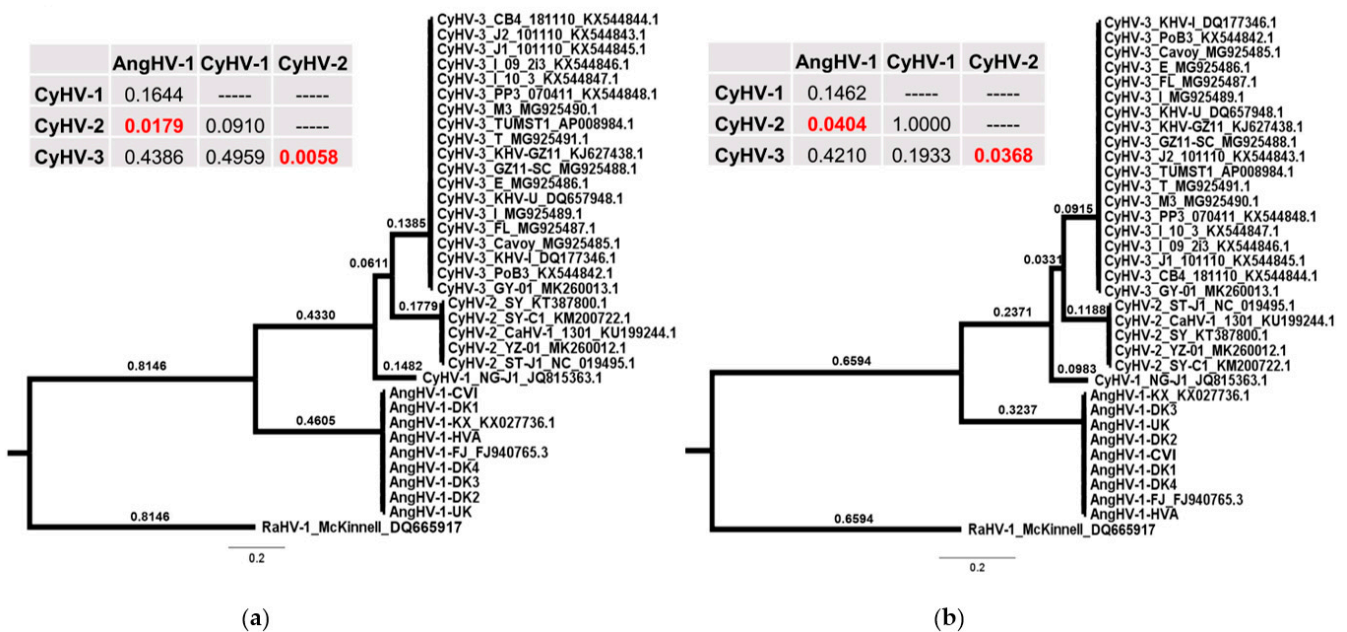 AngHV-1 CyHV-1 CyHV-2
CyHV-1 0.1644 ----- -----
CyHV-2 0.0179 0.0910 -----
CyHV-3 0.4386 0.4959 0.0058
CyHV-3_CB4_181110_KX544844.1
CyHV-3_J2_101110_KX544843.1
CyHV-3_J1_101110_KX544845.1
CyHV-3_I_09_2i3_KX544846.1
CyHV-3_I_10_3_KX544847.1
CyHV-3_PP3_070411_KX544848.1
CyHV-3_M3_MG925490.1
CyHV-3_TUMST1_AP008984.1
CyHV-3_T_MG925491.1
CyHV-3_KHV-GZ11_KJ627438.1
CyHV-3_GZ11-SC_MG925488.1
CyHV-3_E_MG925486.1
CyHV-3_KHV-U_DQ657948.1
CyHV-3_I_MG925489.1
CyHV-3_FL_MG925487.1
CyHV-3_Cavoy_MG925485.1
CyHV-3_KHV-I_DQ177346.1
CyHV-3_PoB3_KX544842.1
CyHV-3_GY-01_MK260013.1
CyHV-2_SY_KT387800.1
CyHV-2_SY-C1_KM200722.1
CyHV-2_CaHV-1_1301_KU199244.1
CyHV-2_YZ-01_MK260012.1
CyHV-2_ST-J1_NC_019495.1
CyHV-1_NG-J1_JQ815363.1
AngHV-1-CVI
AngHV-1-DK1
AngHV-1-KX_KX027736.1
AngHV-1-HVA
AngHV-1-FJ_FJ940765.3
AngHV-1-DK4
AngHV-1-DK3
AngHV-1-DK2
AngHV-1-UK
RaHV-1_McKinnell_DQ665917
0.1385
0.0611
0.1779
0.4330
0.1482
0.8146
0.4605
0.8146
0.2
(a)
AngHV-1 CyHV-1 CyHV-2
CyHV-1 0.1462 ----- -----
CyHV-2 0.0404 1.0000 -----
CyHV-3 0.4210 0.1933 0.0368
CyHV-3_KHV-I_DQ177346.1
CyHV-3_PoB3_KX544842.1
CyHV-3_Cavoy_MG925485.1
CyHV-3_E_MG925486.1
CyHV-3_FL_MG925487.1
CyHV-3_I_MG925489.1
CyHV-3_KHV-U_DQ657948.1
CyHV-3_KHV-GZ11_KJ627438.1
CyHV-3_GZ11-SC_MG925488.1
CyHV-3_J2_101110_KX544843.1
CyHV-3_TUMST1_AP008984.1
CyHV-3_T_MG925491.1
CyHV-3_M3_MG925490.1
CyHV-3_PP3_070411_KX544848.1
CyHV-3_I_10_3_KX544847.1
CyHV-3_I_09_2i3_KX544846.1
CyHV-3_J1_101110_KX544845.1
CyHV-3_CB4_181110_KX544844.1
CyHV-3_GY-01_MK260013.1
CyHV-2_ST-J1_NC_019495.1
CyHV-2_CaHV-1_1301_KU199244.1
CyHV-2_SY_KT387800.1
CyHV-2_YZ-01_MK260012.1
CyHV-2_SY-C1_KM200722.1
CyHV-1_NG-J1_JQ815363.1
AngHV-1-KX_KX027736.1
AngHV-1-DK3
AngHV-1-UK
AngHV-1-DK2
AngHV-1-CVI
AngHV-1-DK1
AngHV-1-DK4
AngHV-1-FJ_FJ940765.3
AngHV-1-HVA
RaHV-1_McKinnell_DQ665917
0.0915
0.0331
0.1188
0.2371
0.0983
0.6594
0.3237
0.6594
0.2
(b)